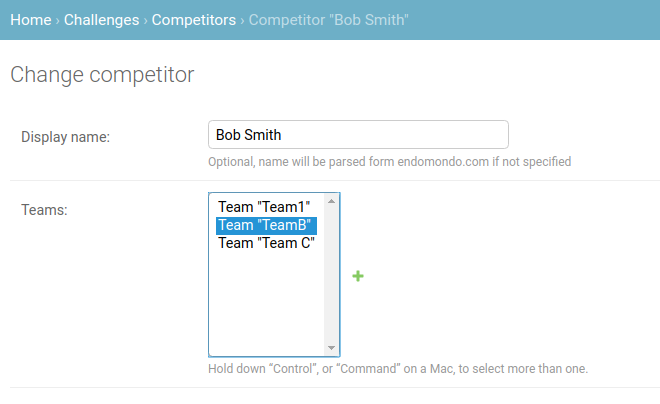 Home › Challenges › Competitors › Competitor "Bob Smith"
Change competitor
Display name:
Bob Smith
Optional, name will be parsed form endomondo.com if not specified
Teams:
Team "Team1"
Team "TeamB"
Team "Team C"
Hold down “Control”, or “Command” on a Mac, to select more than one.